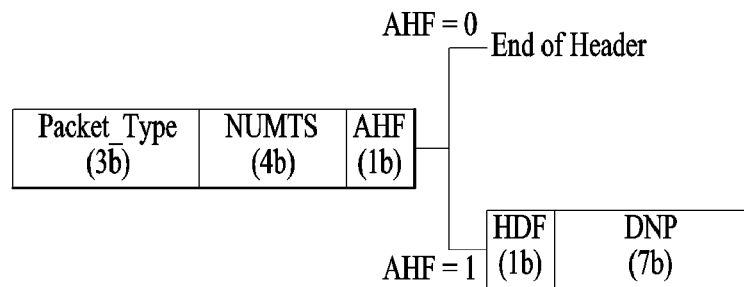 AHF = 0
End of Header
Packet_Type NUMTS AHF
(3b) (4b) (1b)
HDF DNP
AHF = 1 (1b) (7b)